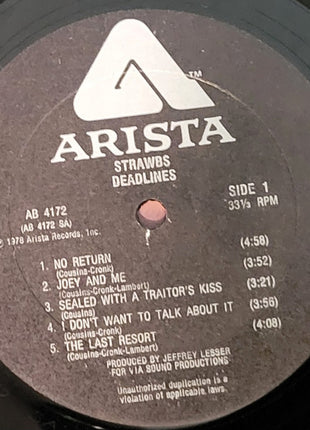 TM
ARISTA
STRAWBS
DEADLINES
AB 4172
SIDE 1
(AB 4172 SA)
33⅓ RPM
℗ 1978 Arista Records, Inc.
1. NO RETURN (4:58)
(Cousins-Cronk)
2. JOEY AND ME (3:52)
(Cousins-Cronk-Lambert)
3. SEALED WITH A TRAITOR'S KISS (3:21)
(Cousins)
4. I DON'T WANT TO TALK ABOUT IT (3:56)
(Cousins-Cronk)
5. THE LAST RESORT (4:08)
(Cousins-Cronk-Lambert)
PRODUCED BY JEFFREY LESSER
FOR VIA SOUND PRODUCTIONS
Unauthorized duplication is a
violation of applicable laws.